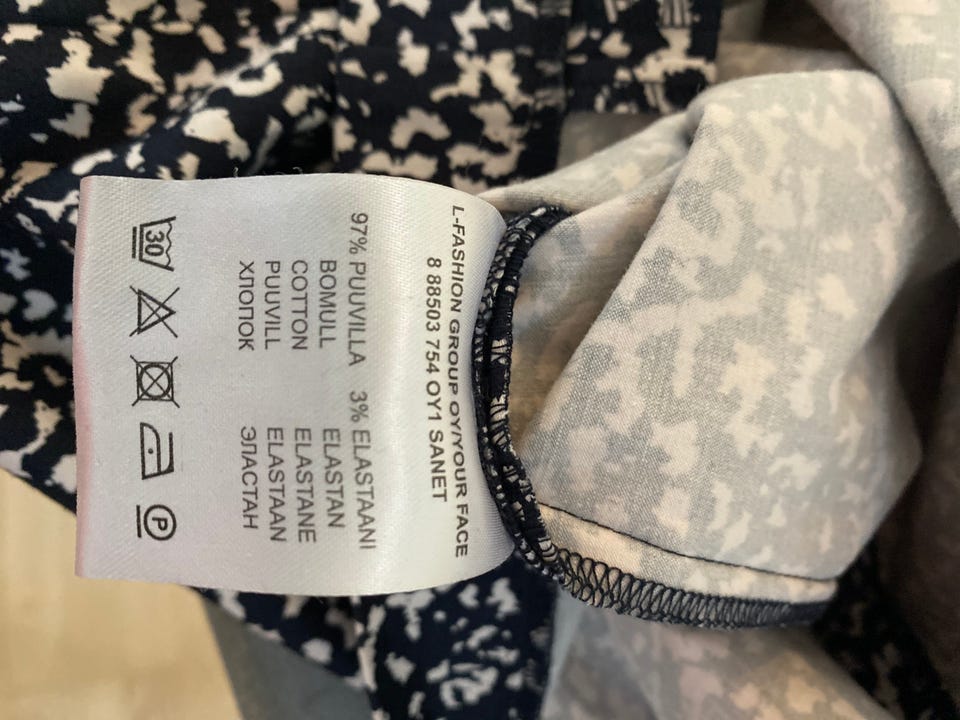 L-FASHION GROUP OY/YOUR FACE
8 88503 754 OY1 SANET
97% PUUVILLA 3% ELASTAANI
BOMULL ELASTAN
COTTON ELASTANE
PUUVILL ELASTAAN
ХЛОПОК ЭЛАСТАН
30 P